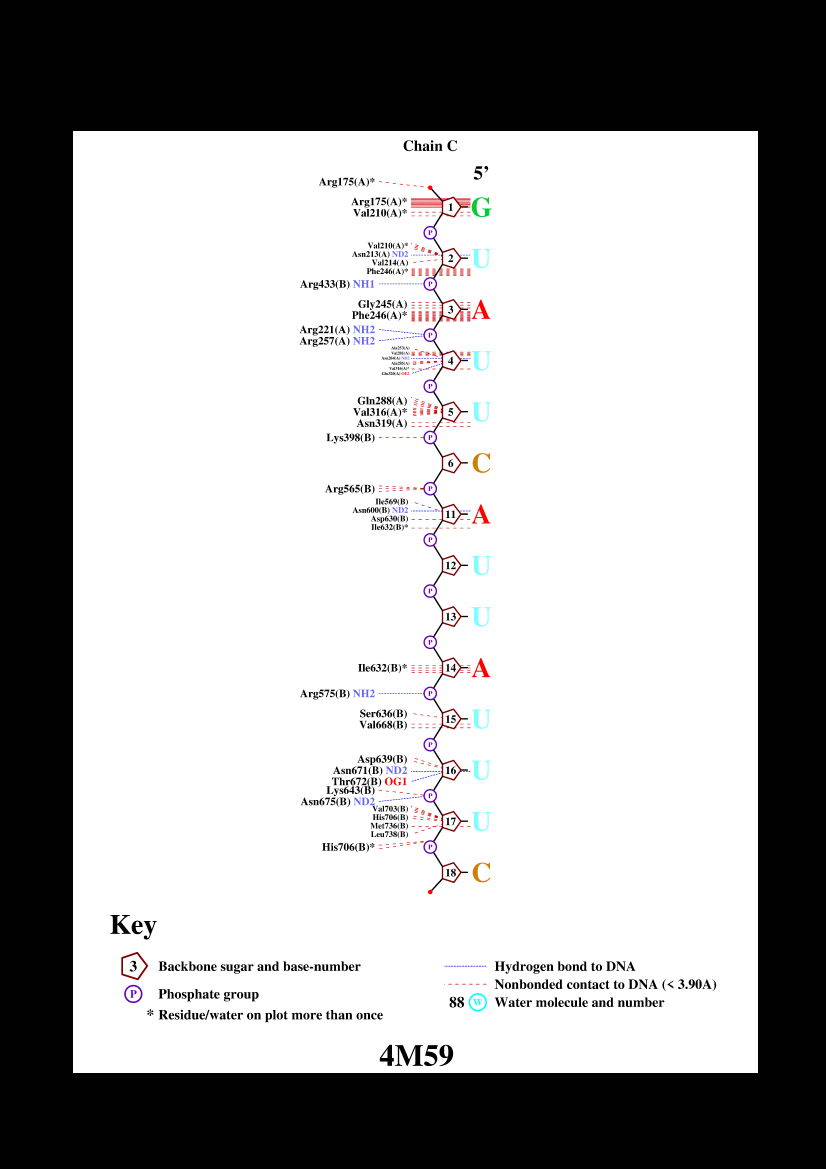 Chain C
5’
Arg175(A)*
Arg175(A)*
Val210(A)*
1 G
P
Val210(A)*
Asn213(A) ND2
Val214(A)
Phe246(A)*
2 U
Arg433(B) NH1 P
Gly245(A)
Phe246(A)*
3 A
Arg221(A) NH2
Arg257(A) NH2
P
4 U
P
Gln288(A)
Val316(A)*
Asn319(A)
5 U
Lys398(B) P
6 C
Arg565(B) P
Ile569(B)
Asn600(B) ND2
Asp630(B)
Ile632(B)*
11 A
P
12 U
P
13 U
P
Ile632(B)* 14 A
Arg575(B) NH2 P
Ser636(B)
Val668(B)
15 U
P
Asp639(B)
Asn671(B) ND2
Thr672(B) OG1
16 U
Lys643(B)
Asn675(B) ND2
P
Val703(B)
His706(B)
Met736(B)
Leu738(B)
17 U
His706(B)* P
18 C
Key
3 Backbone sugar and base-number
P Phosphate group
* Residue/water on plot more than once
Hydrogen bond to DNA
Nonbonded contact to DNA (< 3.90A)
88 W Water molecule and number
4M59